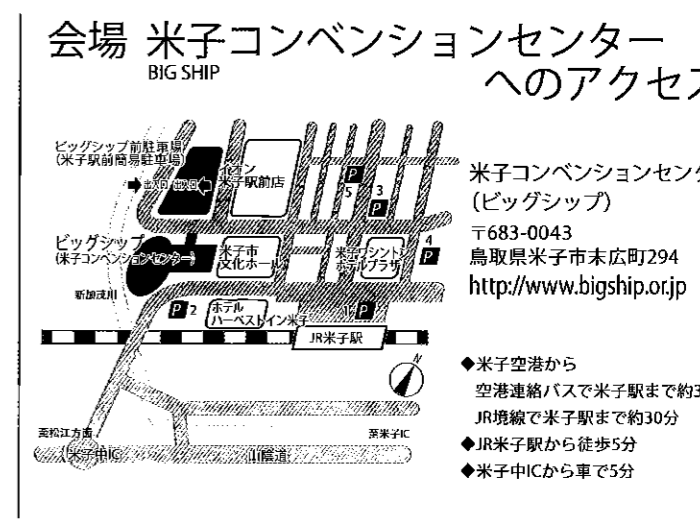 会場 米子コンベンションセンター
BIG SHIP
へのアクセス
ビッグシップ前駐車場
(米子駅前簡易駐車場)
出入口 出入口
イオン
米子駅前店
P
5
3
P
ビッグシップ
(米子コンベンションセンター)
米子市
文化ホール
米子
ホテル
シント
プラザ
4
P
新加茂川
P 2
ホテル
ハーベストイン米子
1 P
JR米子駅
N
至松江方面
至米子IC
米子中IC
山陰道
米子コンベンションセンタ
(ビッグシップ)
〒683-0043
鳥取県米子市末広町294
http://www.bigship.or.jp
◆米子空港から
空港連絡バスで米子駅まで約3
JR境線で米子駅まで約30分
◆JR米子駅から徒歩5分
◆米子中ICから車で5分